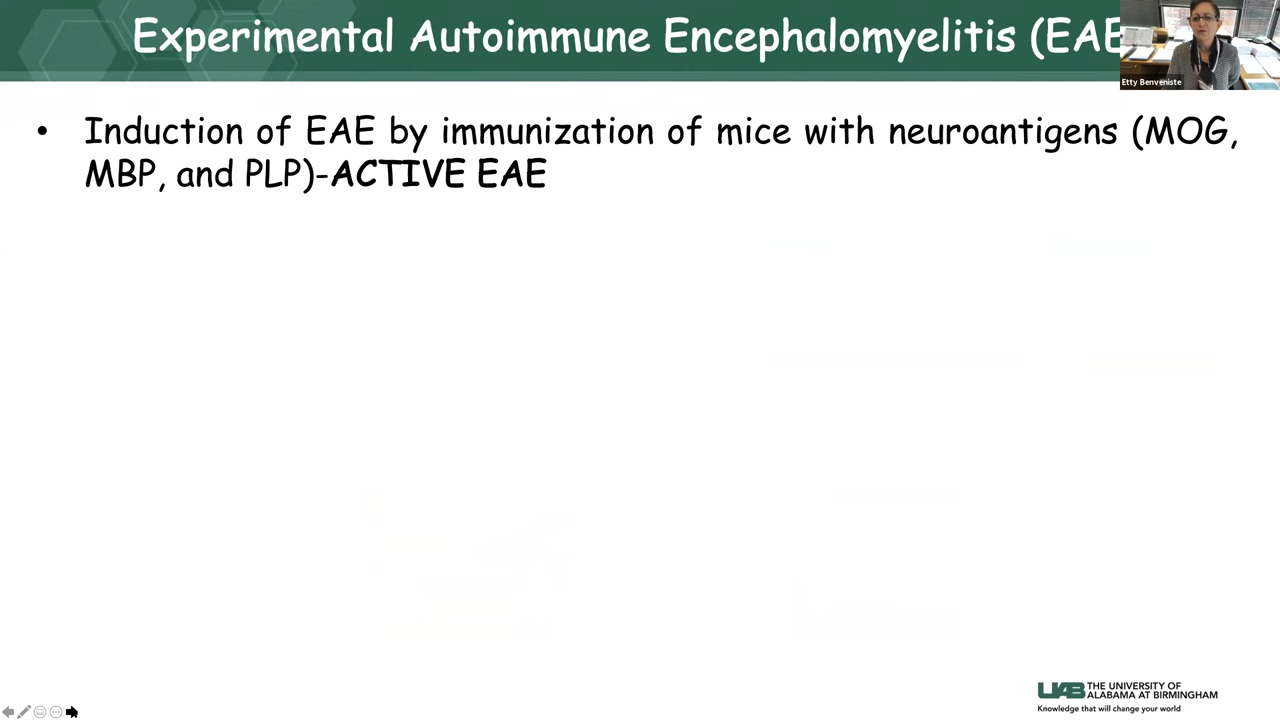 Experimental Autoimmune Encephalomyelitis (EAE
Etty Benveniste
• Induction of EAE by immunization of mice with neuroantigens (MOG,
MBP, and PLP)-ACTIVE EAE
UAB THE UNIVERSITY OF
ALABAMA AT BIRMINGHAM
Knowledge that will change your world